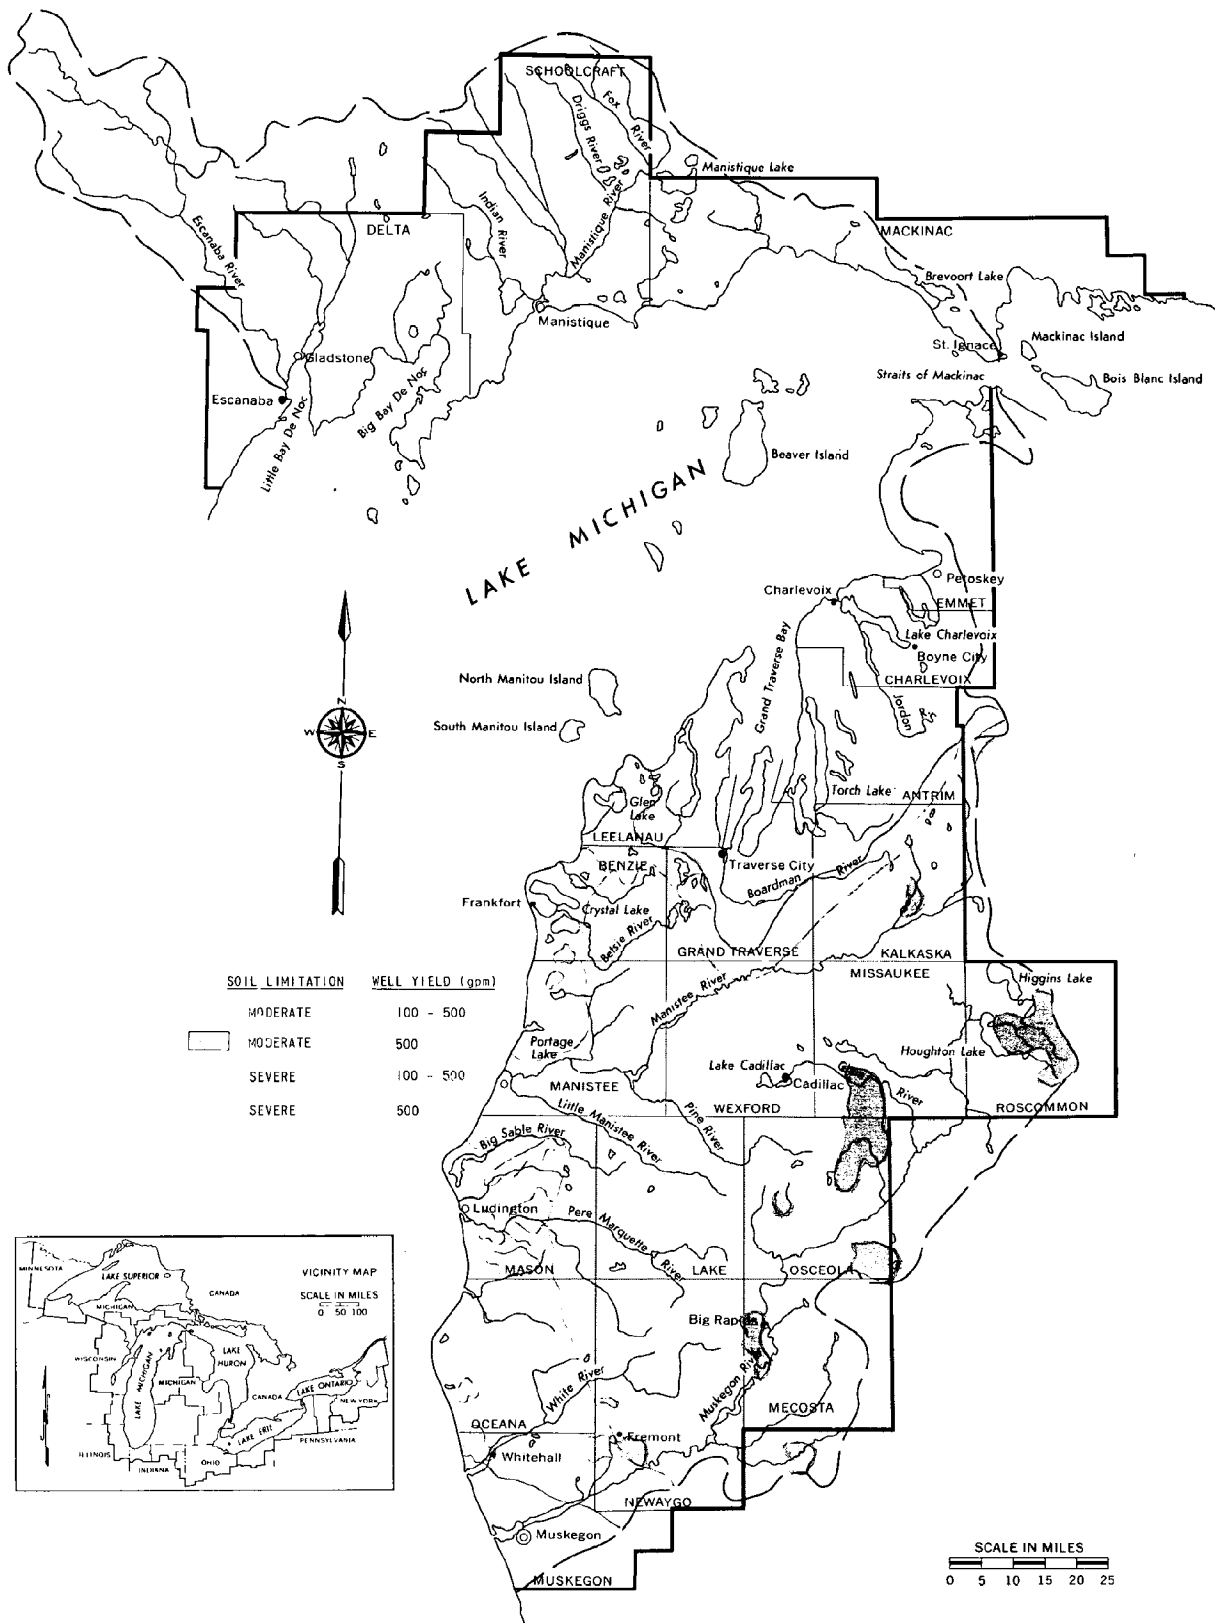 SCHOOLCRAFT
Fox River
Driggs River
Manistique Lake
Indian River
Manistique River
Escanaba River
DELTA
MACKINAC
Brevoort Lake
Manistique
Mackinac Island
St. Ignace
Gladstone
Straits of Mackinac
Bois Blanc Island
Escanaba
Big Bay De Noc
Little Bay De Noc
Beaver Island
LAKE MICHIGAN
Petoskey
Charlevoix
EMMET
Lake Charlevoix
Boyne City
Grand Traverse Bay
CHARLEVOIX
North Manitou Island
Jordon
South Manitou Island
N
W
E
S
Torch Lake
ANTRIM
Glen
Lake
LEELANAU
BENZIE
Traverse City
Boardman River
Frankfort
Crystal Lake
Betsie River
GRAND TRAVERSE
KALKASKA
MISSAUKEE
Higgins Lake
Manistee River
SOIL LIMITATION WELL YIELD (gpm)
MODERATE 100 - 500
MODERATE 500
SEVERE 100 - 500
SEVERE 500
Portage
Lake
Houghton Lake
Lake Cadillac
Cadillac
MANISTEE
River
WEXFORD
ROSCOMMON
Little Manistee River
Pine River
Big Sable River
Ludington
Pere Marquette River
MASON
LAKE
OSCEOLA
Big Rapids
White River
Muskegon River
MECOSTA
OCEANA
Fremont
Whitehall
NEWAYGO
Muskegon
MUSKEGON
VICINITY MAP
SCALE IN MILES
0 50 100
MINNESOTA
LAKE SUPERIOR
CANADA
MICHIGAN
WISCONSIN
LAKE MICHIGAN
MICHIGAN
LAKE
HURON
CANADA
LAKE ONTARIO
NEW YORK
LAKE ERIE
PENNSYLVANIA
ILLINOIS
INDIANA
OHIO
SCALE IN MILES
0 5 10 15 20 25